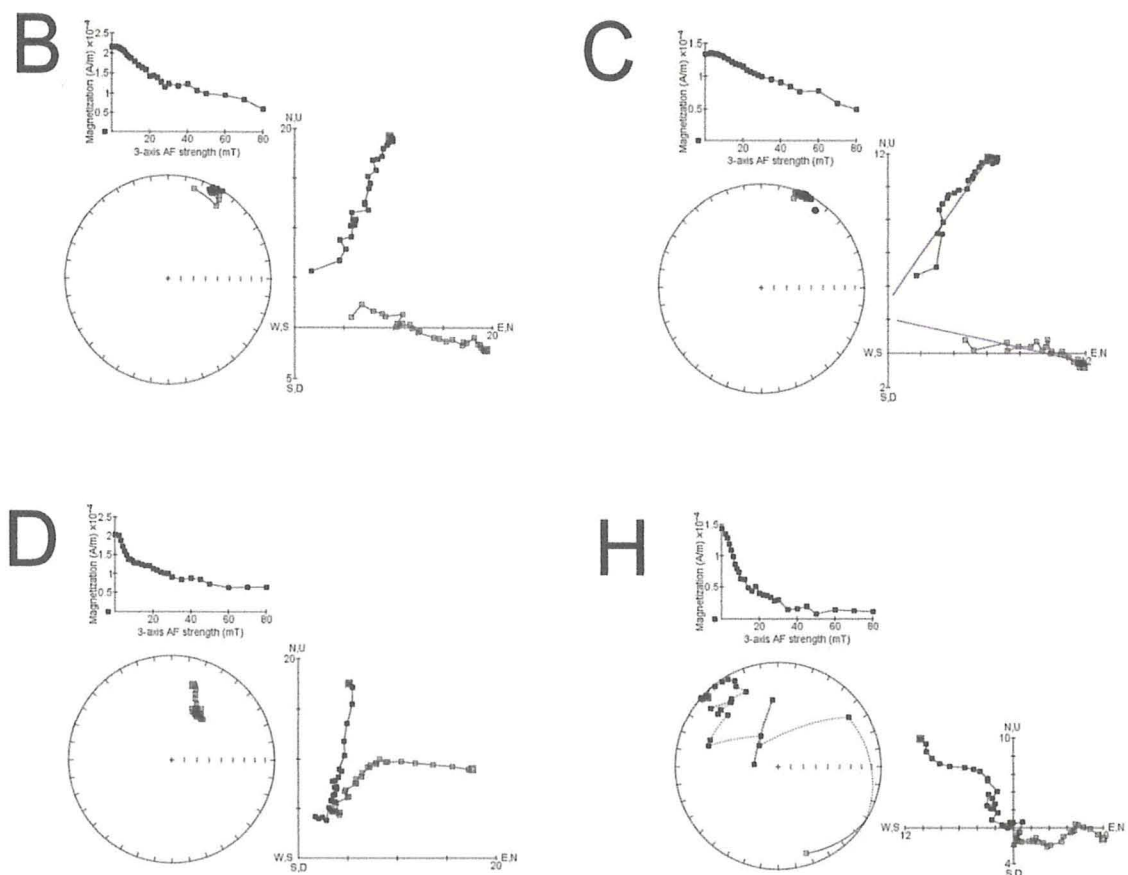 B
Magnetization (A/m) ×10⁻⁴
2.5
2
1.5
1
0.5
20 40 60 80
3-axis AF strength (mT)
N,U
20
W,S
E,N
20
5
S,D
C
Magnetization (A/m) ×10⁻⁴
1.5
1
0.5
20 40 60 80
3-axis AF strength (mT)
N,U
12
W,S
E,N
2
S,D
D
Magnetization (A/m) ×10⁻⁴
2.5
2
1.5
1
0.5
20 40 60 80
3-axis AF strength (mT)
N,U
20
W,S
E,N
20
S,D
H
Magnetization (A/m) ×10⁻⁴
1.5
1
0.5
20 40 60 80
3-axis AF strength (mT)
N,U
10
W,S
12
E,N
4
S,D